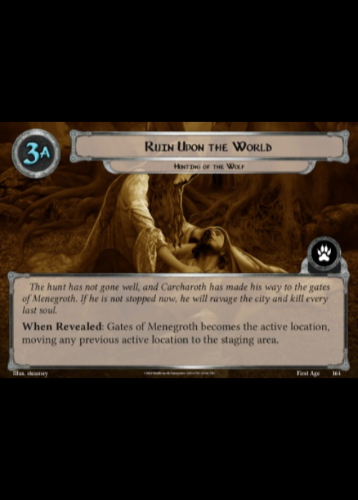 3A
Ruin Upon the World
Hunting of the Wolf
The hunt has not gone well, and Carcharoth has made his way to the gates
of Menegroth. If he is not stopped now, he will ravage the city and kill every
last soul.
When Revealed: Gates of Menegroth becomes the active location,
moving any previous active location to the staging area.
Illus.
First Age